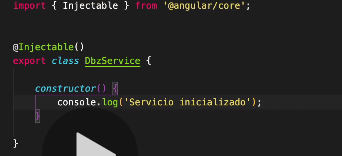 import { Injectable } from '@angular/core';
@Injectable()
export class DbzService {
constructor() {
console.log('Servicio inicializado');
}
}